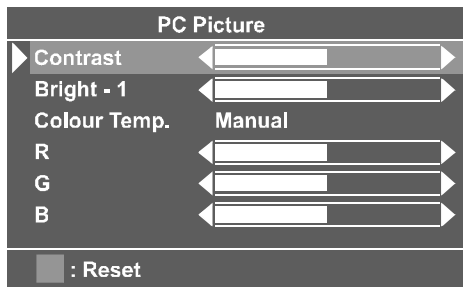 PC Picture
Contrast
Bright - 1
Colour Temp. Manual
R
G
B
: Reset